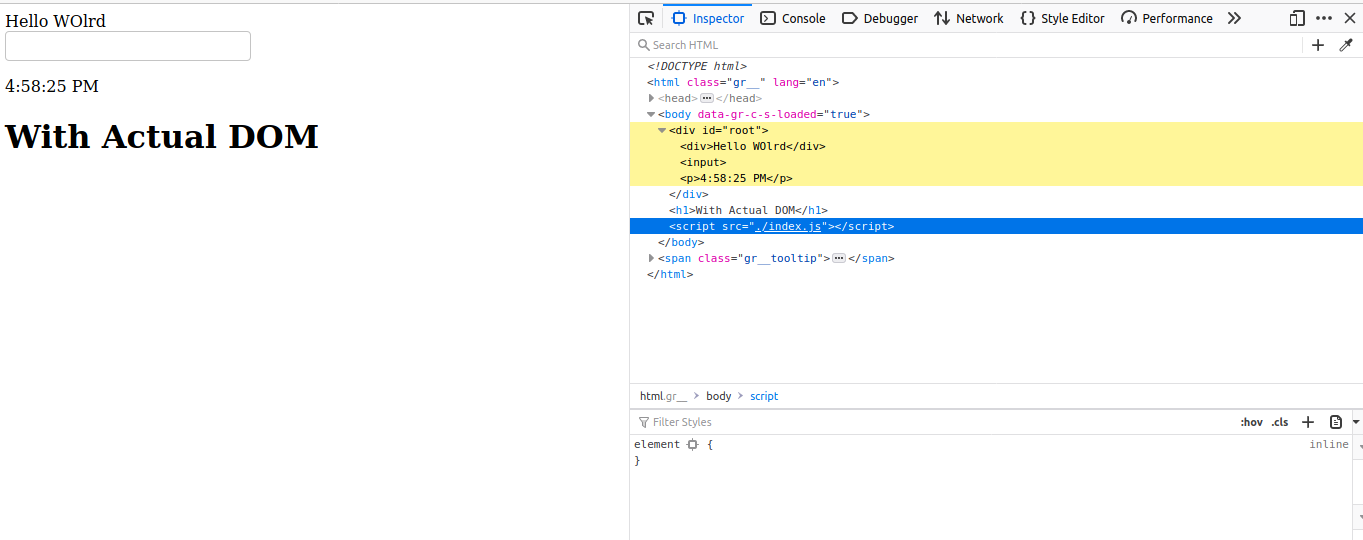 Hello WOlrd
4:58:25 PM
With Actual DOM
Inspector Console Debugger Network Style Editor Performance
Search HTML
<!DOCTYPE html>
<html class="gr__" lang="en">
<head> </head>
<body data-gr-c-s-loaded="true">
<div id="root">
<div>Hello WOlrd</div>
<input>
<p>4:58:25 PM</p>
</div>
<h1>With Actual DOM</h1>
<script src="./index.js"></script>
</body>
<span class="gr__tooltip"> </span>
</html>
html.gr__ > body > script
Filter Styles :hov .cls
element { inline
}